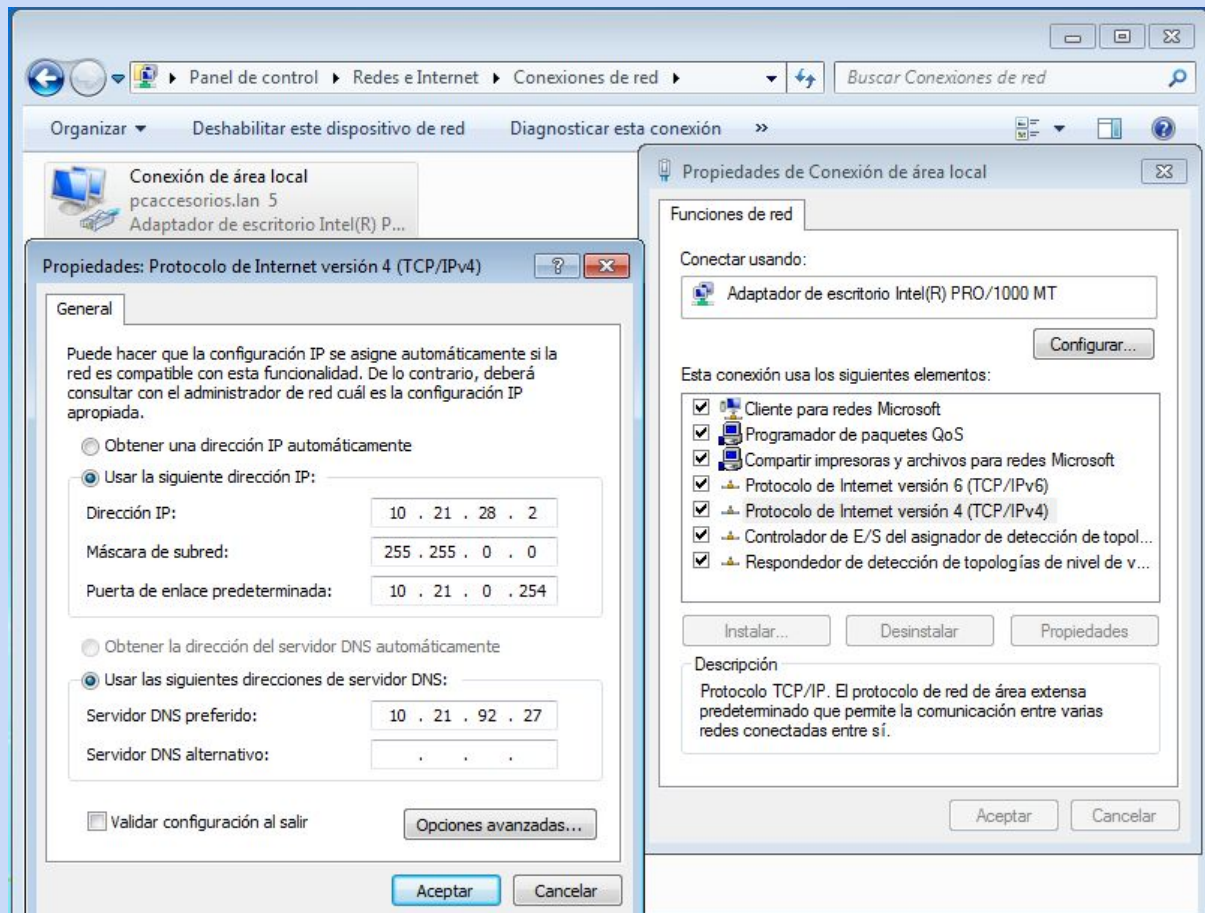 Panel de control ▸ Redes e Internet ▸ Conexiones de red ▸
Buscar Conexiones de red
Organizar
Deshabilitar este dispositivo de red
Diagnosticar esta conexión
»
Conexión de área local
pcaccesorios.lan 5
Adaptador de escritorio Intel(R) P...
Propiedades: Protocolo de Internet versión 4 (TCP/IPv4)
General
Puede hacer que la configuración IP se asigne automáticamente si la
red es compatible con esta funcionalidad. De lo contrario, deberá
consultar con el administrador de red cuál es la configuración IP
apropiada.
Obtener una dirección IP automáticamente
Usar la siguiente dirección IP:
Dirección IP: 10 . 21 . 28 . 2
Máscara de subred: 255 . 255 . 0 . 0
Puerta de enlace predeterminada: 10 . 21 . 0 . 254
Obtener la dirección del servidor DNS automáticamente
Usar las siguientes direcciones de servidor DNS:
Servidor DNS preferido: 10 . 21 . 92 . 27
Servidor DNS alternativo: . . .
Validar configuración al salir
Opciones avanzadas...
Aceptar
Cancelar
Propiedades de Conexión de área local
Funciones de red
Conectar usando:
Adaptador de escritorio Intel(R) PRO/1000 MT
Configurar...
Esta conexión usa los siguientes elementos:
Cliente para redes Microsoft
Programador de paquetes QoS
Compartir impresoras y archivos para redes Microsoft
Protocolo de Internet versión 6 (TCP/IPv6)
Protocolo de Internet versión 4 (TCP/IPv4)
Controlador de E/S del asignador de detección de topol...
Respondedor de detección de topologías de nivel de v...
Instalar...
Desinstalar
Propiedades
Descripción
Protocolo TCP/IP. El protocolo de red de área extensa
predeterminado que permite la comunicación entre varias
redes conectadas entre sí.
Aceptar
Cancelar